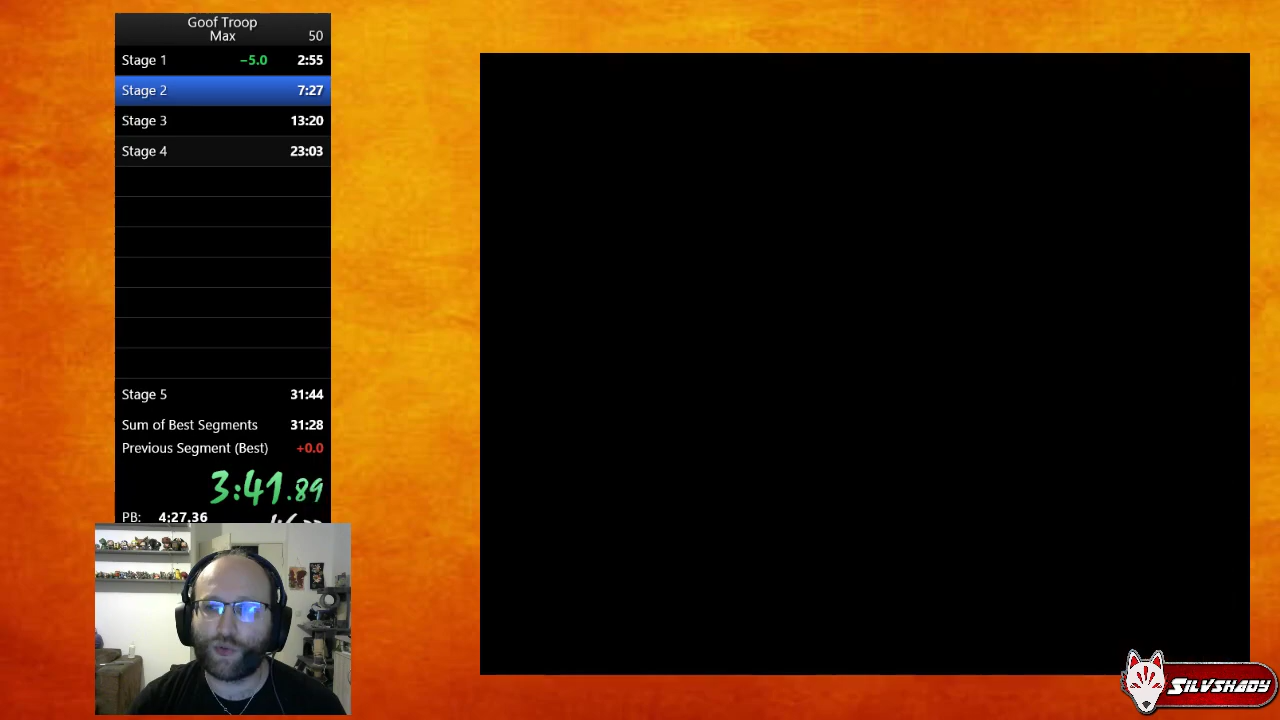 Goof Troop
Max 50
Stage 1 −5.0 2:55
Stage 2 7:27
Stage 3 13:20
Stage 4 23:03
Stage 5 31:44
Sum of Best Segments 31:28
Previous Segment (Best) +0.0
3:41.89
PB: 4:27.36
SILVSHADY